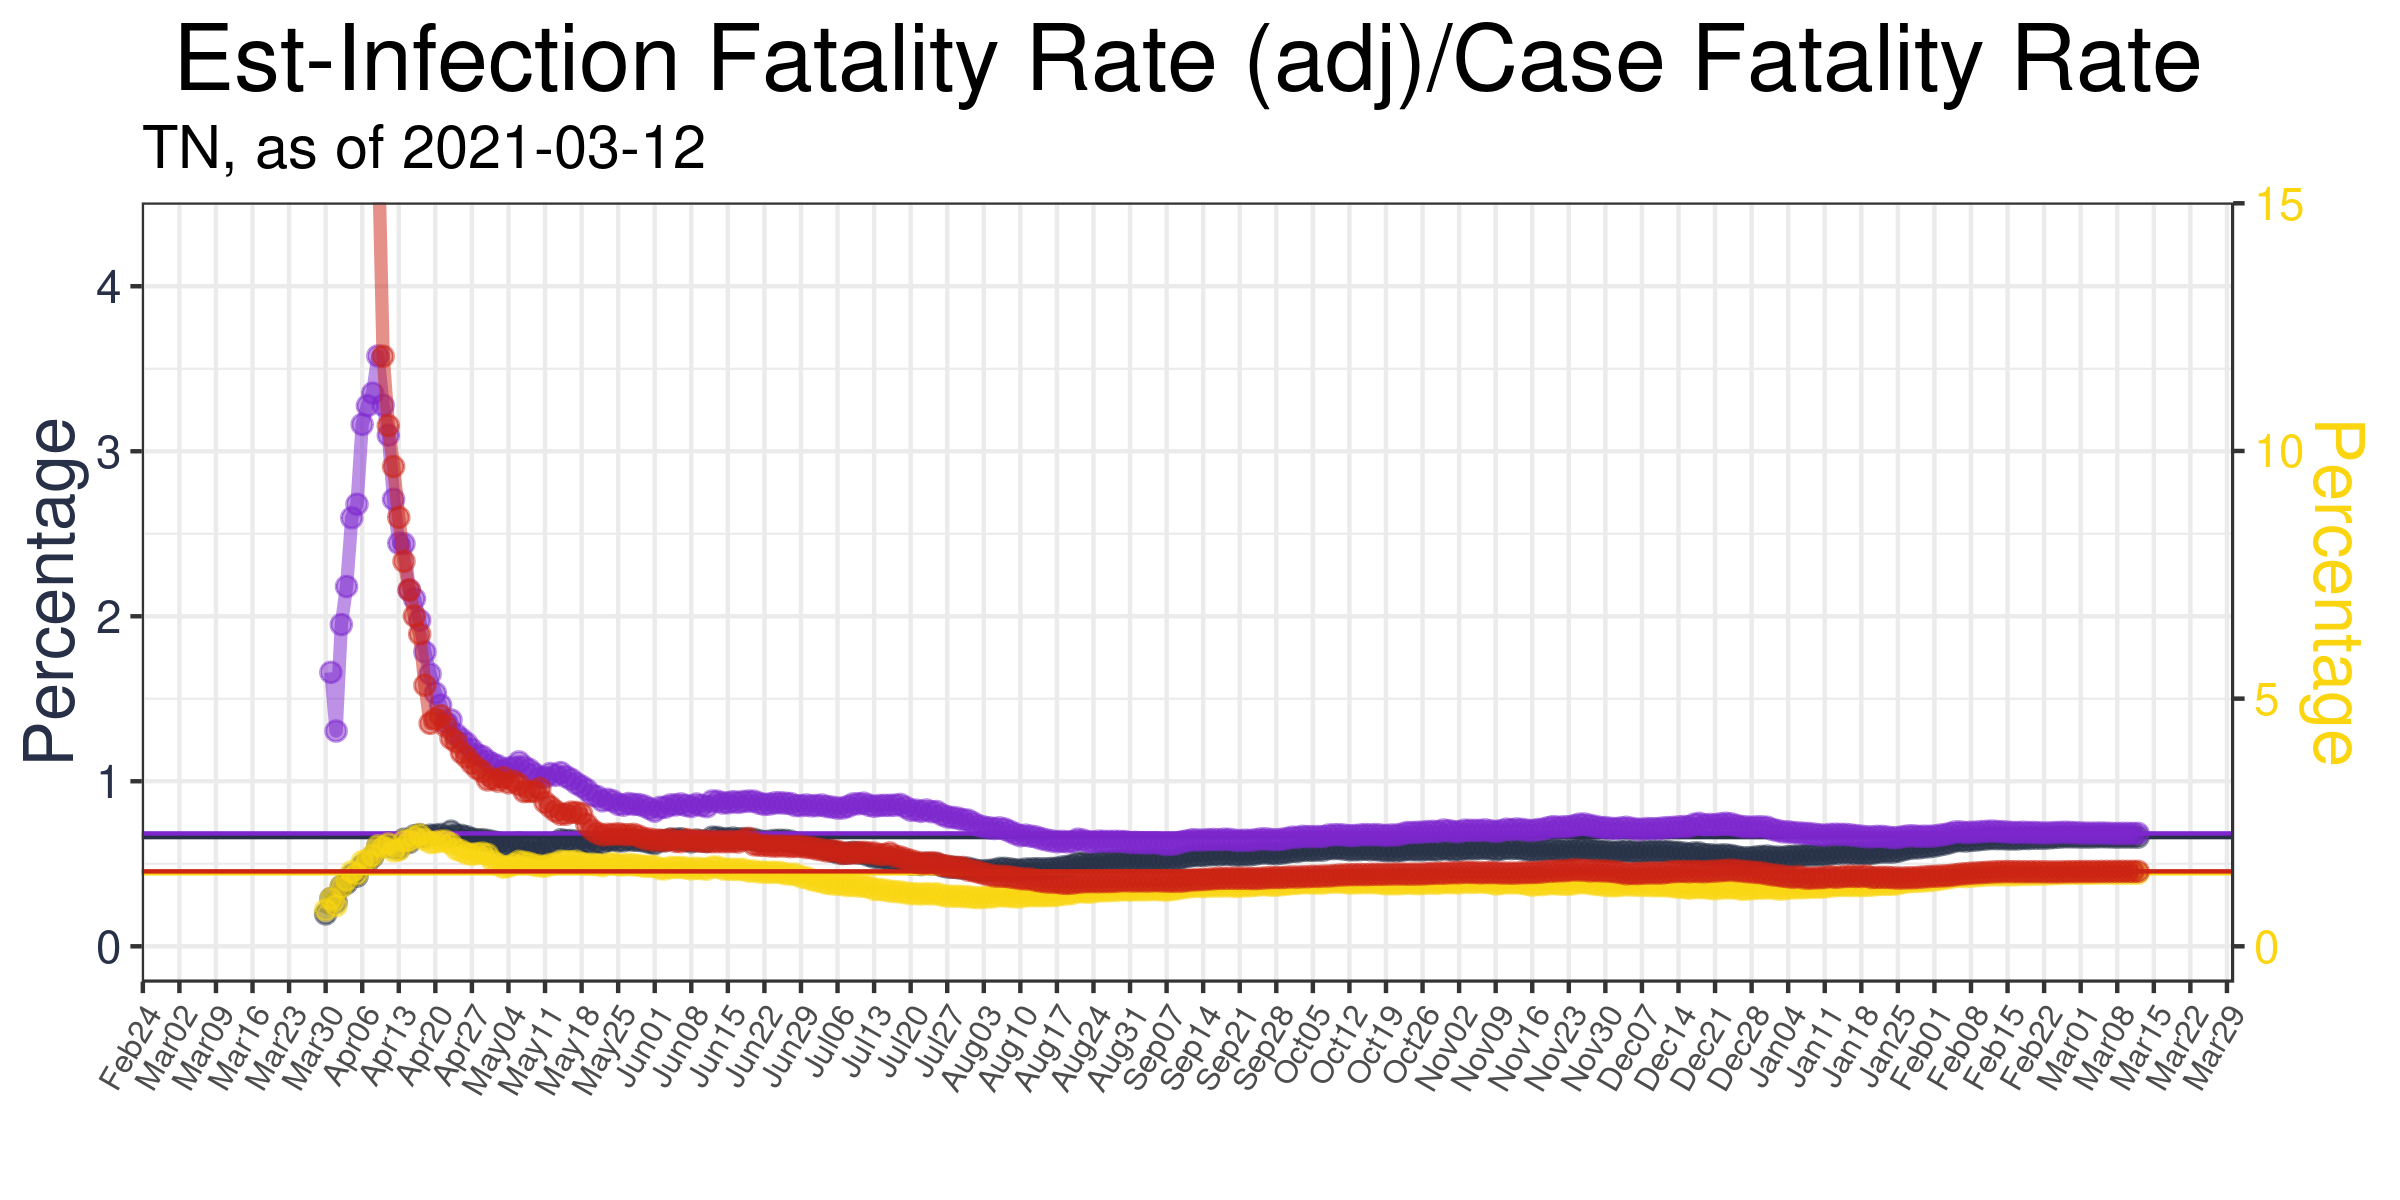 Est-Infection Fatality Rate (adj)/Case Fatality Rate
TN, as of 2021-03-12
Percentage
4
3
2
1
0
15
10
5
0
Percentage
Feb24
Mar02
Mar09
Mar16
Mar23
Mar30
Apr06
Apr13
Apr20
Apr27
May04
May11
May18
May25
Jun01
Jun08
Jun15
Jun22
Jun29
Jul06
Jul13
Jul20
Jul27
Aug03
Aug10
Aug17
Aug24
Aug31
Sep07
Sep14
Sep21
Sep28
Oct05
Oct12
Oct19
Oct26
Nov02
Nov09
Nov16
Nov23
Nov30
Dec07
Dec14
Dec21
Dec28
Jan04
Jan11
Jan18
Jan25
Feb01
Feb08
Feb15
Feb22
Mar01
Mar08
Mar15
Mar22
Mar29